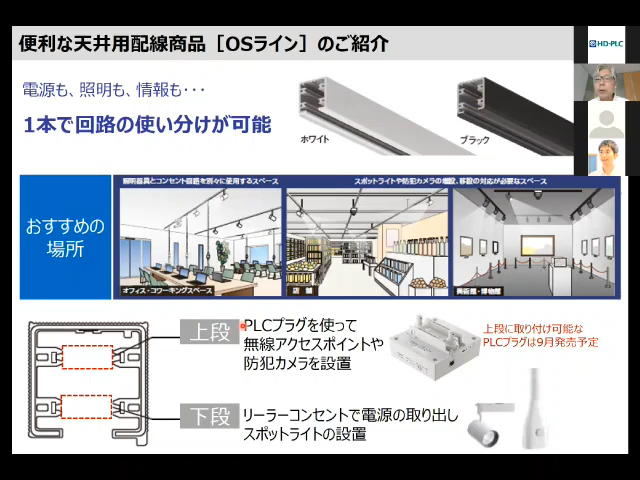 便利な天井用配線商品［OSライン］のご紹介
HD-PLC
電源も、照明も、情報も･･･
1本で回路の使い分けが可能
ホワイト
ブラック
おすすめの
場所
照明器具とコンセント回路を別々に使用するスペース
スポットライトや防犯カメラの増設、移設の対応が必要なスペース
オフィス・コワーキングスペース
店 舗
美術館・博物館
上段
PLCプラグを使って
無線アクセスポイントや
防犯カメラを設置
上段に取り付け可能な
PLCプラグは9月発売予定
下段
リーラーコンセントで電源の取り出し
スポットライトの設置